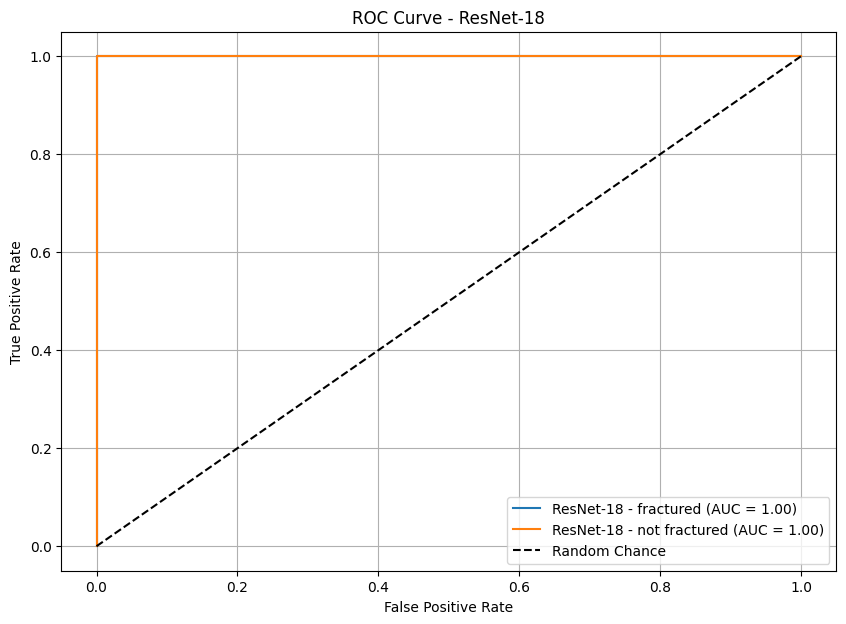 ROC Curve - ResNet-18
True Positive Rate
1.0
0.8
0.6
0.4
0.2
0.0
0.0 0.2 0.4 0.6 0.8 1.0
False Positive Rate
ResNet-18 - fractured (AUC = 1.00)
ResNet-18 - not fractured (AUC = 1.00)
Random Chance